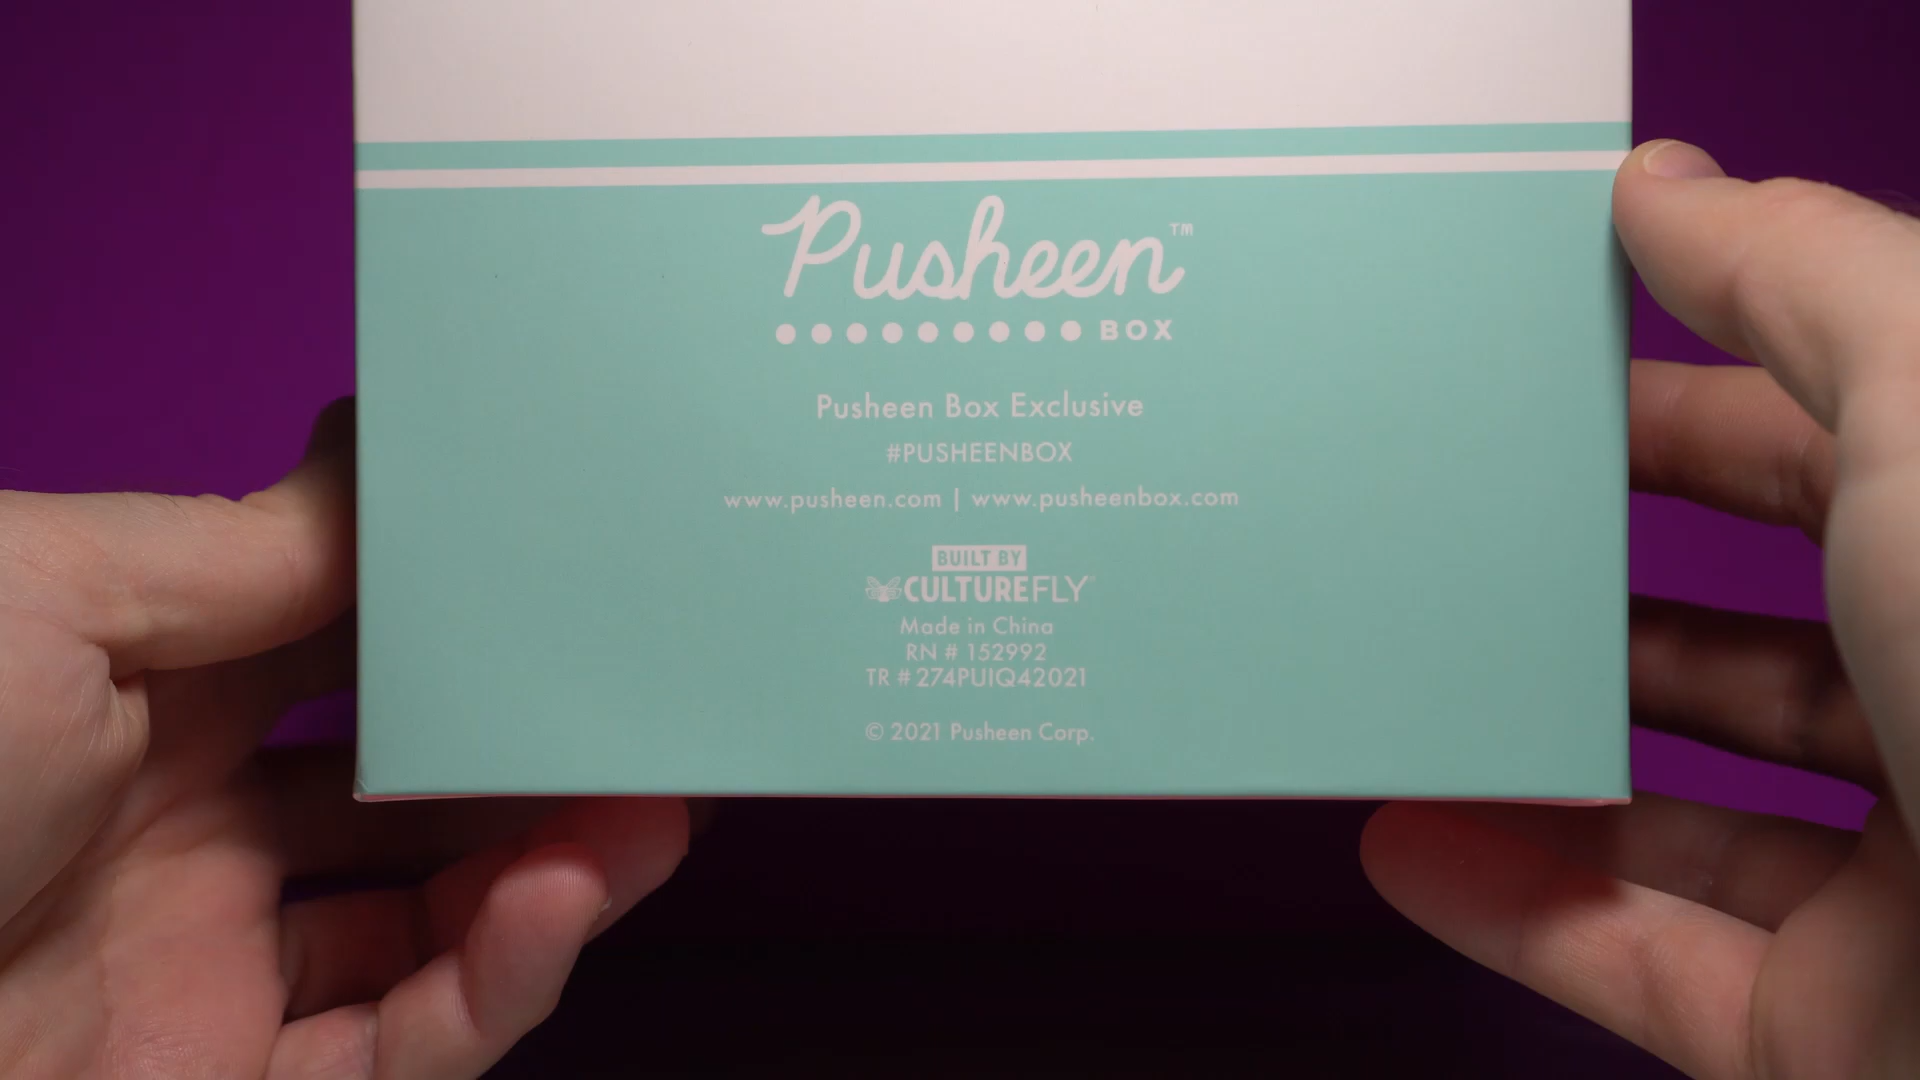 Pusheen™
BOX
Pusheen Box Exclusive
#PUSHEENBOX
www.pusheen.com | www.pusheenbox.com
BUILT BY
CULTUREFLY™
Made in China
RN # 152992
TR # 274PUIQ42021
© 2021 Pusheen Corp.